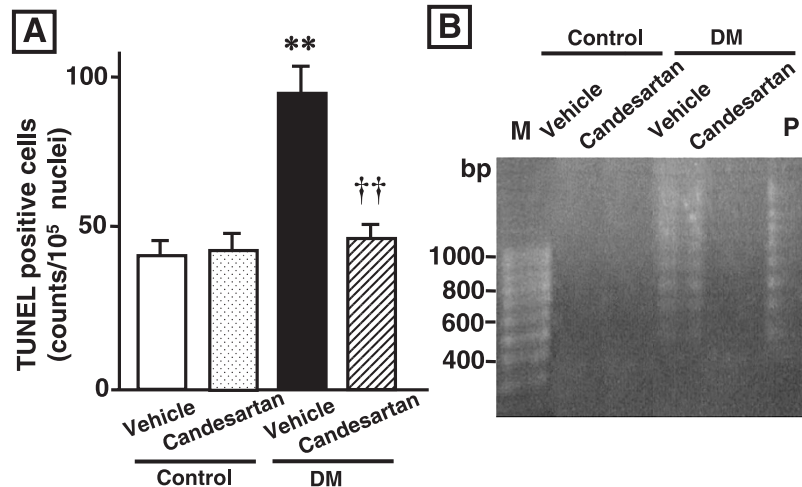 A
TUNEL positive cells
(counts/10⁵ nuclei)
100
50
0
**
††
Vehicle
Candesartan
Vehicle
Candesartan
Control
DM
B
Control
DM
M
Vehicle
Candesartan
Vehicle
Candesartan
P
bp
1000
800
600
400